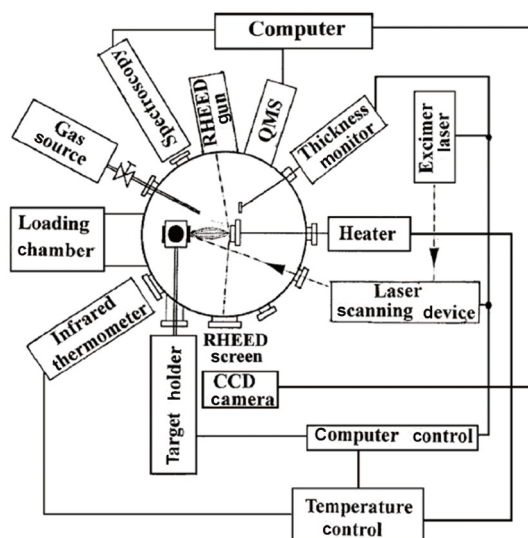 Computer
Spectroscopy
RHEED
gun
QMS
Thickness
monitor
Excimer
laser
Gas
source
Loading
chamber
Heater
Laser
scanning device
Infrared
thermometer
RHEED
screen
Target holder
CCD
camera
Computer control
Temperature
control